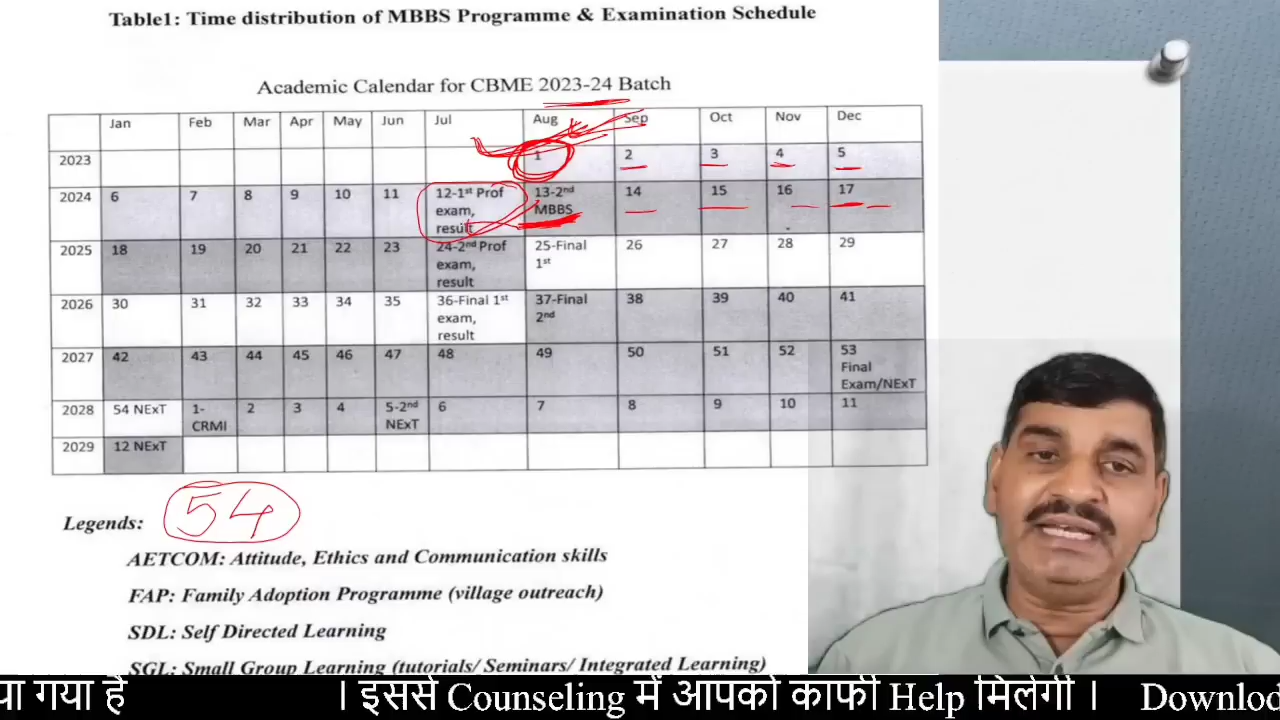 Table1: Time distribution of MBBS Programme & Examination Schedule
Academic Calendar for CBME 2023-24 Batch
Jan Feb Mar Apr May Jun Jul Aug Sep Oct Nov Dec
2023 1 2 3 4 5
2024 6 7 8 9 10 11 12-1st Prof exam, result 13-2nd MBBS 14 15 16 17
2025 18 19 20 21 22 23 24-2nd Prof exam, result 25-Final 1st 26 27 28 29
2026 30 31 32 33 34 35 36-Final 1st exam, result 37-Final 2nd 38 39 40 41
2027 42 43 44 45 46 47 48 49 50 51 52 53 Final Exam/NExT
2028 54 NExT 1-CRMI 2 3 4 5-2nd NExT 6 7 8 9 10 11
2029 12 NExT
54
Legends:
AETCOM: Attitude, Ethics and Communication skills
FAP: Family Adoption Programme (village outreach)
SDL: Self Directed Learning
SGL: Small Group Learning (tutorials/ Seminars/ Integrated Learning)
या गया है । इससे Counseling में आपको काफी Help मिलेगी । Downlod